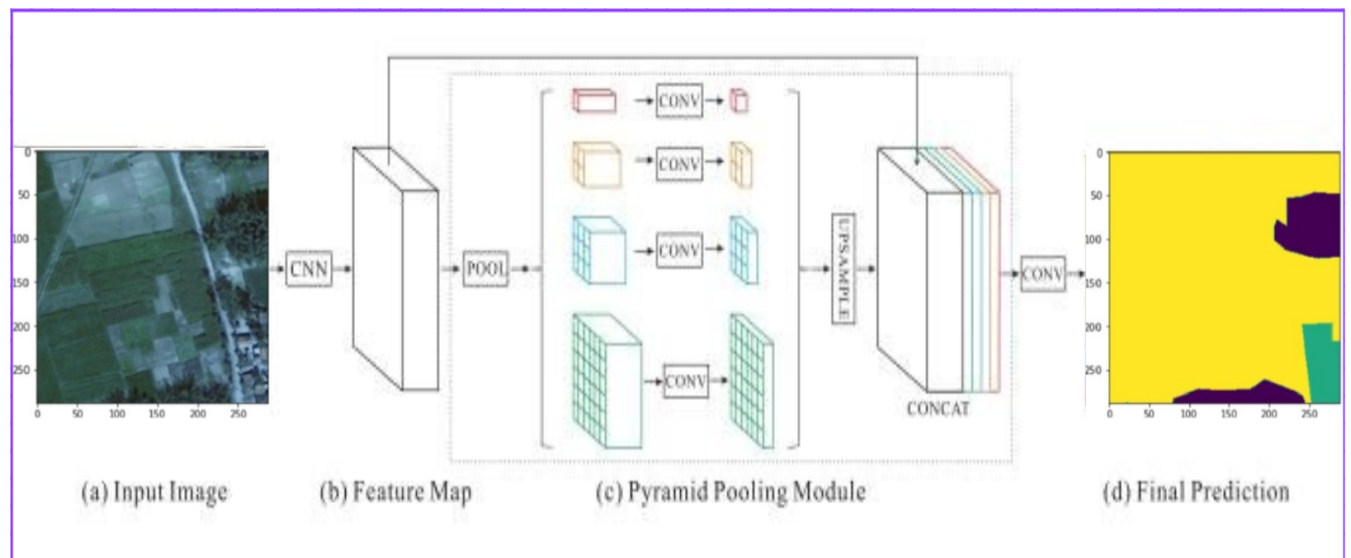 0
50
100
150
200
250
0 50 100 150 200 250
CNN
POOL
CONV
CONV
CONV
CONV
UPSAMPLE
CONCAT
CONV
0
50
100
150
200
250
0 50 100 150 200 250
(a) Input Image
(b) Feature Map
(c) Pyramid Pooling Module
(d) Final Prediction